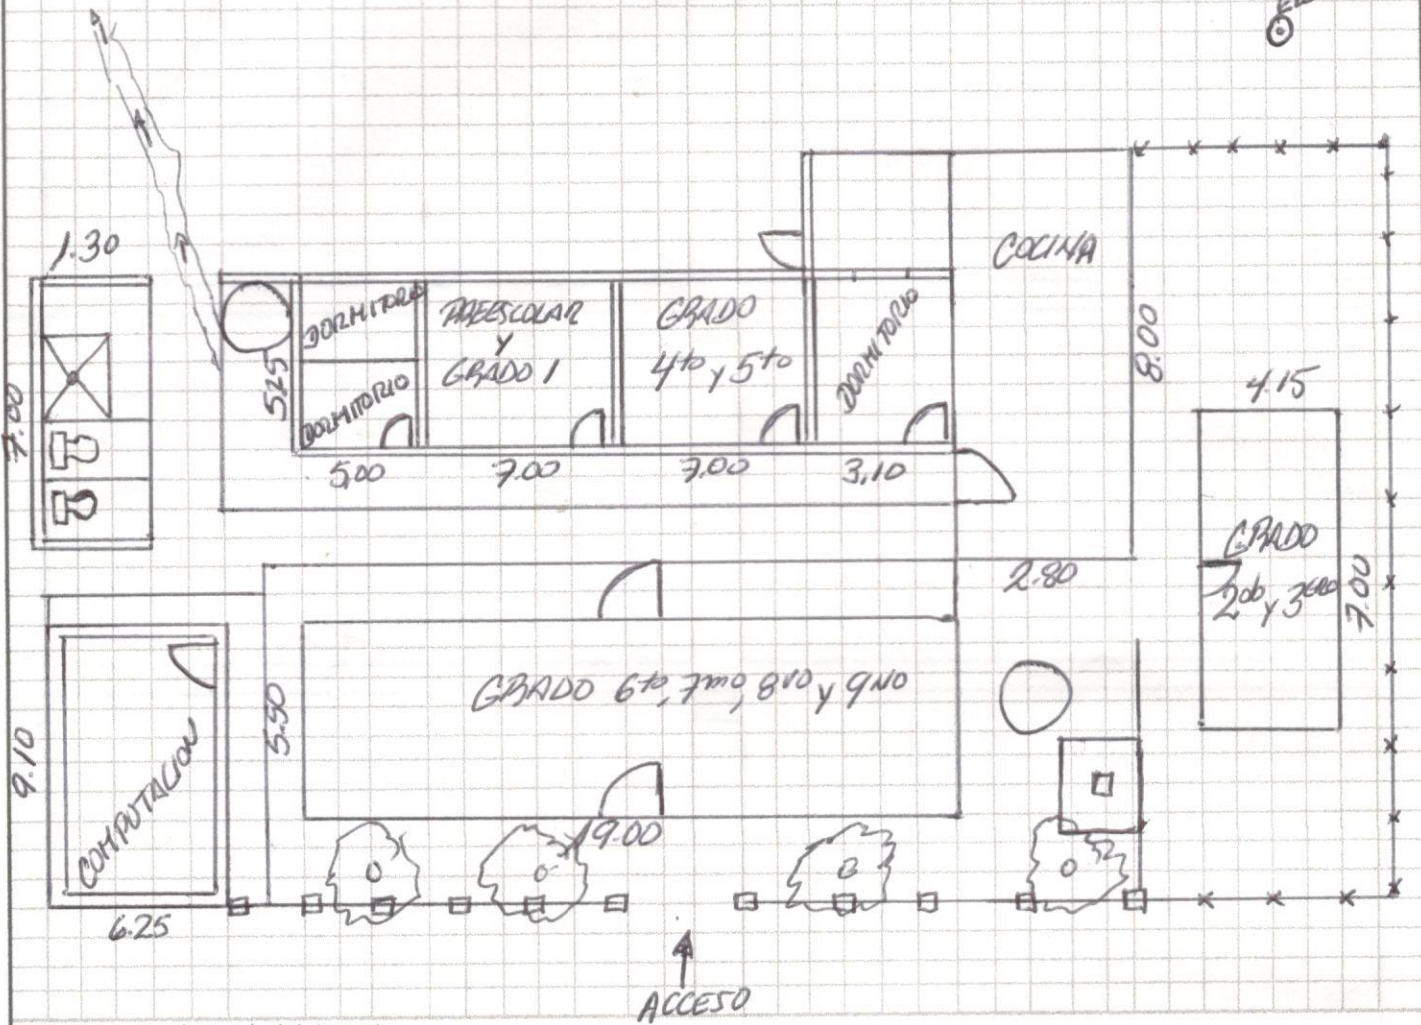 1.30
7.00
COCINA
DORMITORIO
DORMITORIO
5.25
PREESCOLAR
Y
GRADO 1
GRADO
4to y 5to
DORMITORIO
8.00
4.15
5,00
7.00
7,00
3,10
GRADO
2do y 3ero
7.00
2.80
GRADO 6to, 7mo, 8vo y 9no
5.50
9.10
COMPUTACION
6.25
19.00
ACCESO